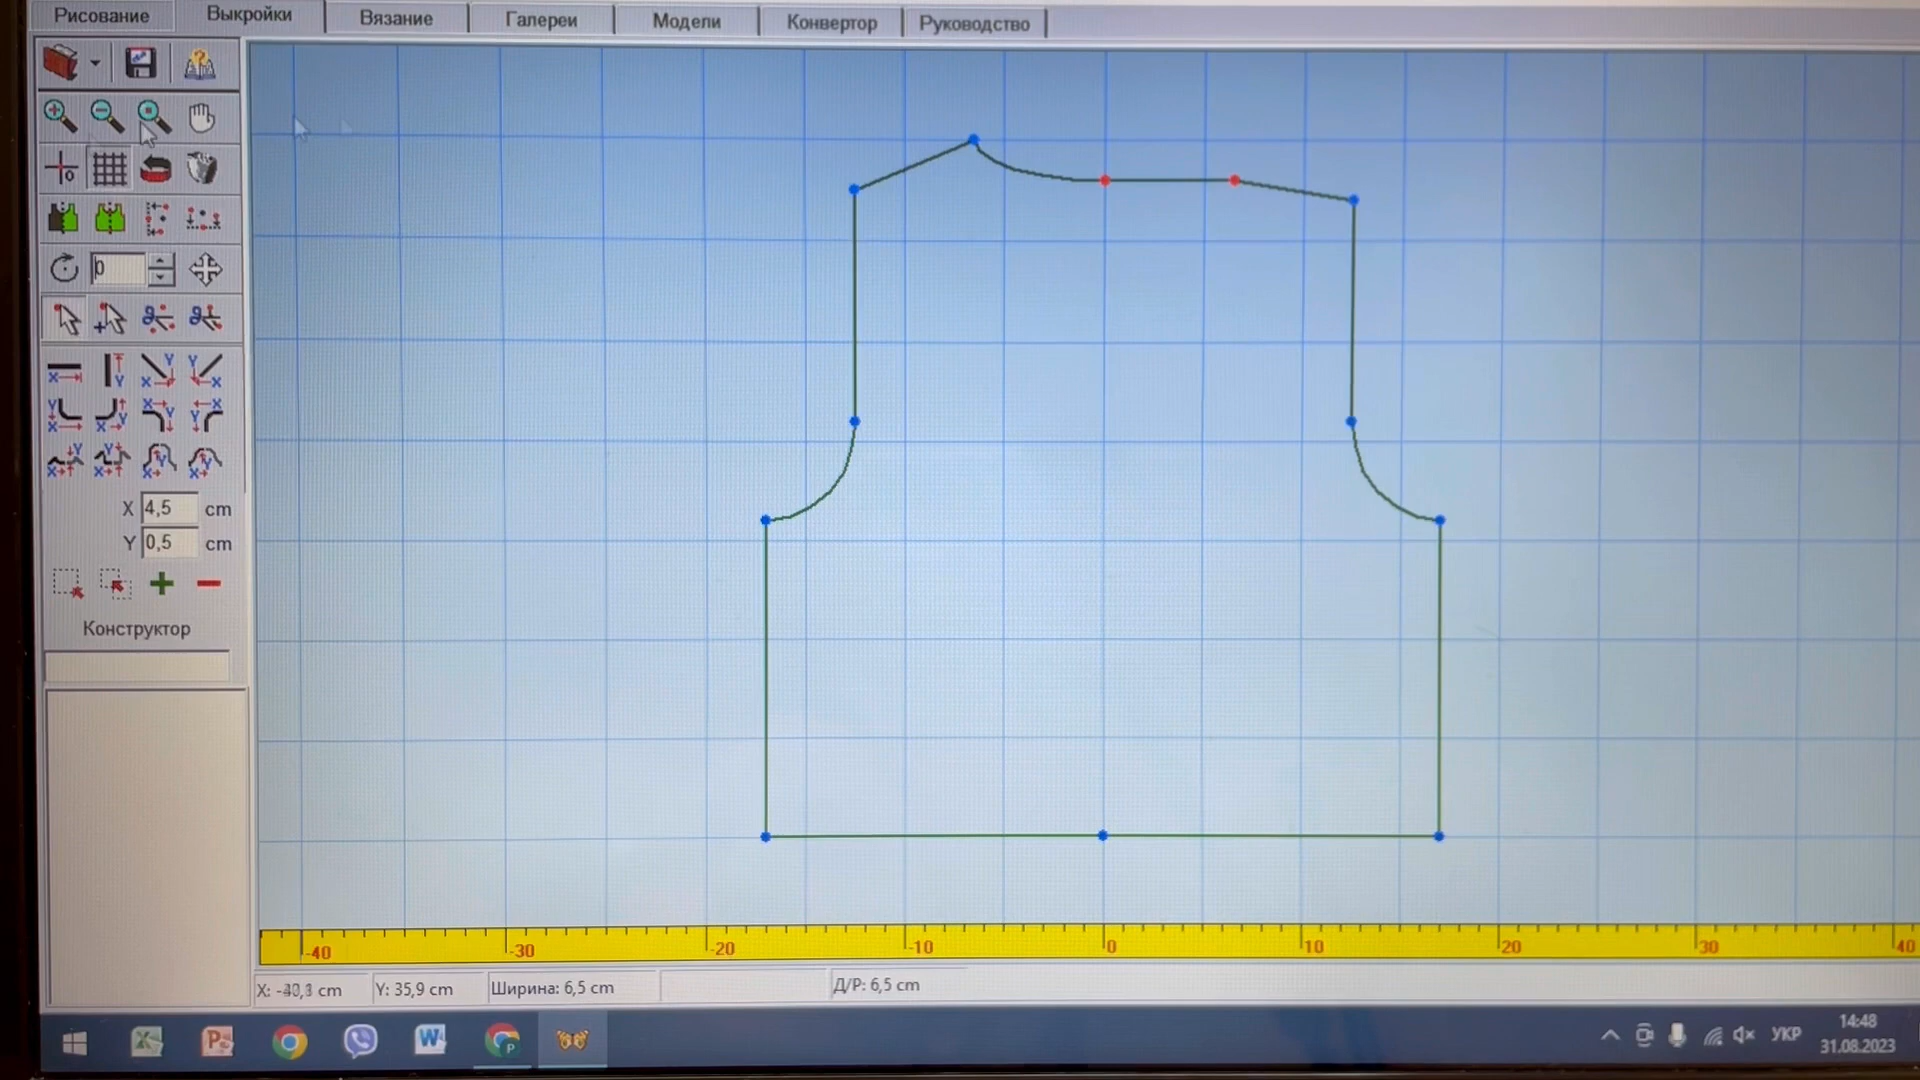 Рисование Выкройки Вязание Галереи Модели Конвертор Руководство
0
X 4,5 cm
Y 0,5 cm
Конструктор
-40 -30 -20 -10 0 10 20 30 40
Y: 35,9 cm Ширина: 6,5 cm Д/Р: 6,5 cm
УКР
14:48
31.08.2023